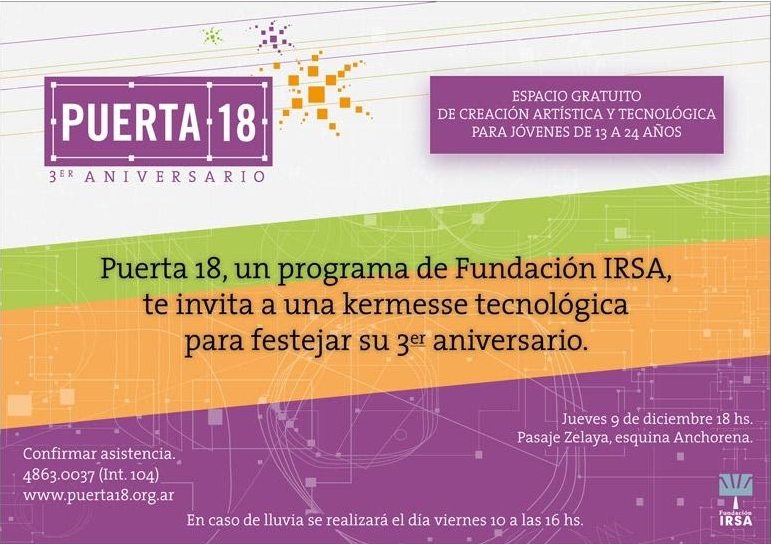 PUERTA 18
3ER ANIVERSARIO
ESPACIO GRATUITO
DE CREACIÓN ARTÍSTICA Y TECNOLÓGICA
PARA JÓVENES DE 13 A 24 AÑOS
Puerta 18, un programa de Fundación IRSA,
te invita a una kermesse tecnológica
para festejar su 3er aniversario.
Jueves 9 de diciembre 18 hs.
Pasaje Zelaya, esquina Anchorena.
Confirmar asistencia.
4863.0037 (Int. 104)
www.puerta18.org.ar
Fundación
IRSA
En caso de lluvia se realizará el día viernes 10 a las 16 hs.